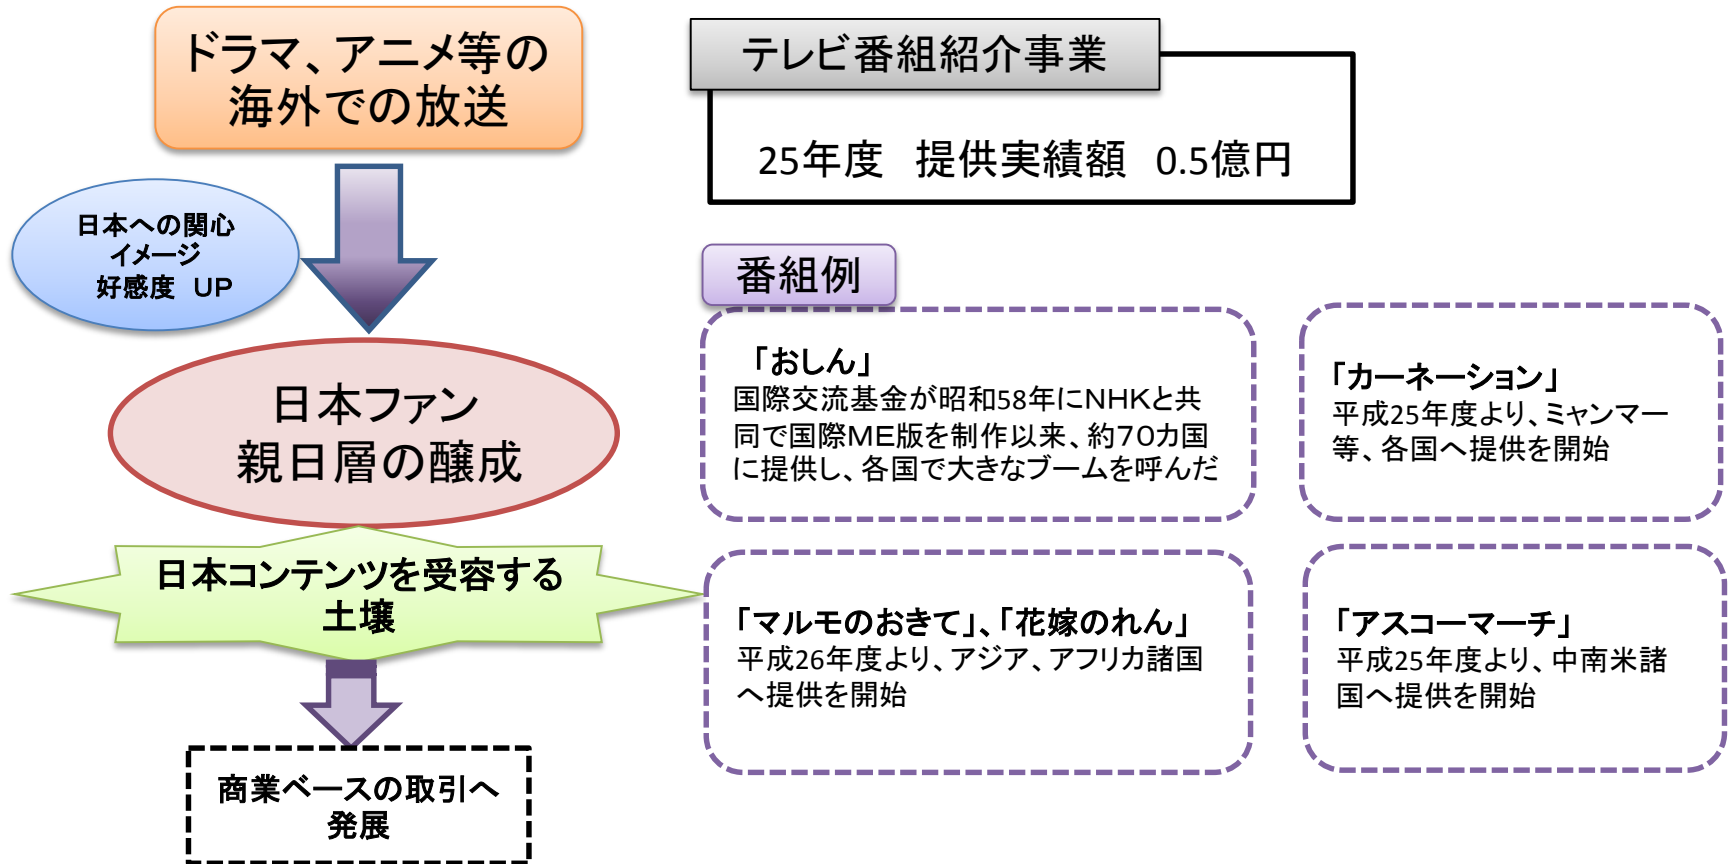 ドラマ、アニメ等の
海外での放送
日本への関心
イメージ
好感度　ＵＰ
日本ファン
親日層の醸成
日本コンテンツを受容する
土壌
商業ベースの取引へ
発展
テレビ番組紹介事業
25年度　提供実績額　0.5億円
番組例
「おしん」
国際交流基金が昭和58年にNHKと共
同で国際ME版を制作以来、約７０カ国
に提供し、各国で大きなブームを呼んだ
「カーネーション」
平成25年度より、ミャンマー
等、各国へ提供を開始
「マルモのおきて」、「花嫁のれん」
平成26年度より、アジア、アフリカ諸国
へ提供を開始
「アスコーマーチ」
平成25年度より、中南米諸
国へ提供を開始